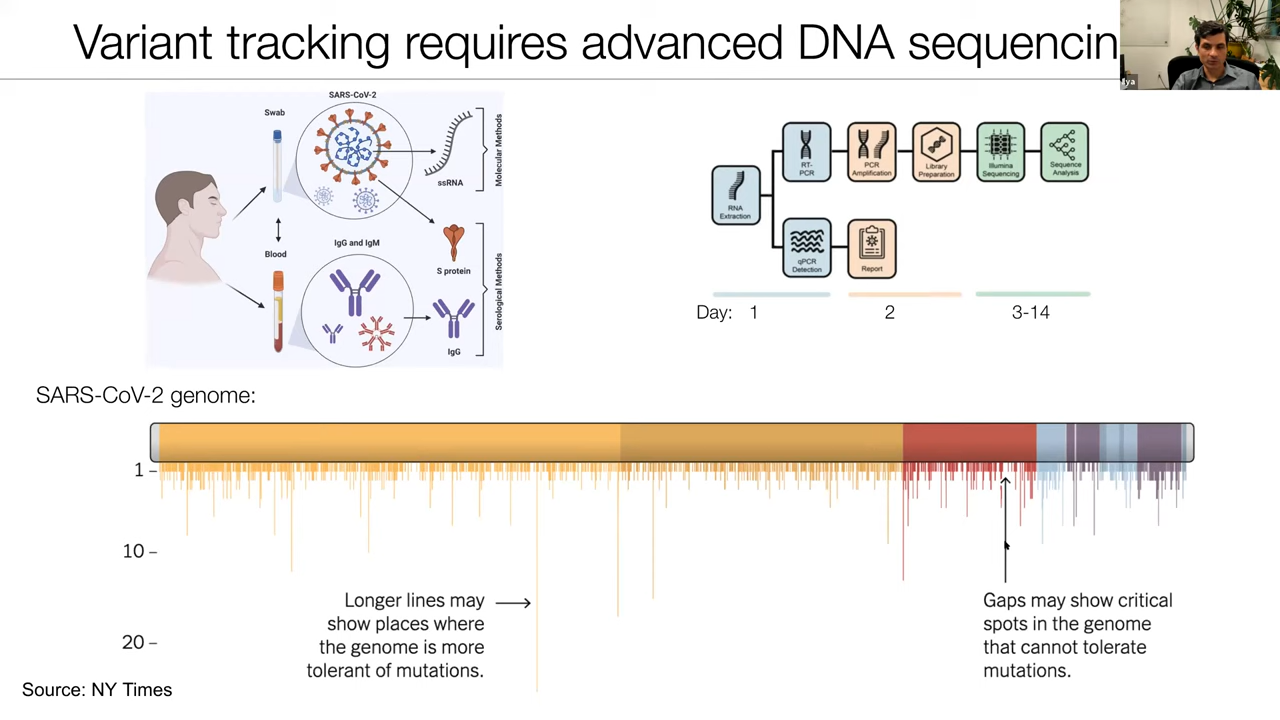 Variant tracking requires advanced DNA sequencin
lya
SARS-CoV-2
Swab
ssRNA
Molecular Methods
Blood
IgG and IgM
S protein
IgG
Serological Methods
RNA
Extraction
RT-
PCR
PCR
Amplification
Library
Preparation
Illumina
Sequencing
Sequence
Analysis
qPCR
Detection
Report
Day: 1 2 3-14
SARS-CoV-2 genome:
1
10
20
Longer lines may
show places where
the genome is more
tolerant of mutations.
Gaps may show critical
spots in the genome
that cannot tolerate
mutations.
Source: NY Times